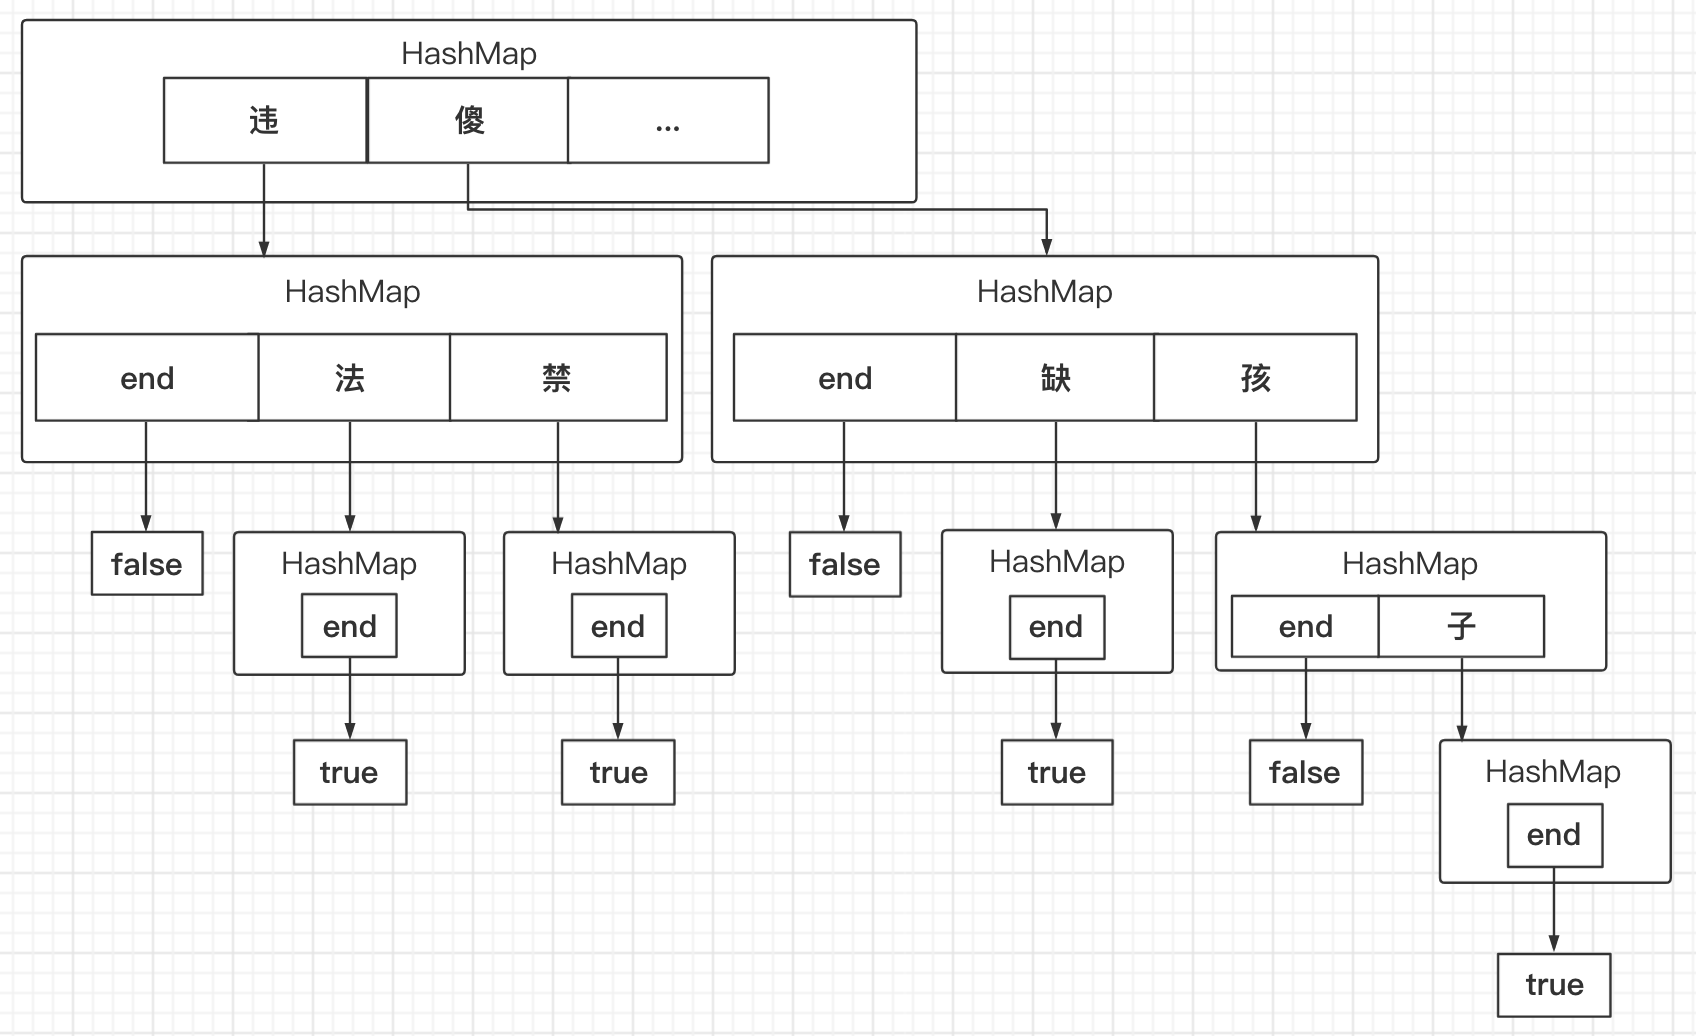 HashMap
违 傻 ...
HashMap HashMap
end 法 禁 end 缺 孩
false HashMap HashMap false HashMap HashMap
end end end end 子
true true true false HashMap
end
true